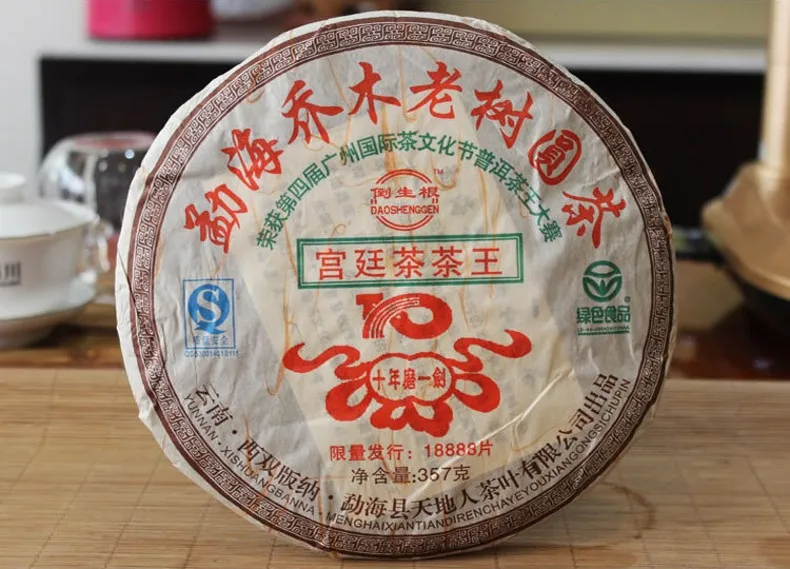 勐海乔木老树圆茶
荣获第四届广州国际茶文化节普洱茶王大赛
倒生根
TM
DAOSHENGGEN
宫廷茶茶王
10
十年磨一剑
绿色食品
限量发行：18888片
净含量:357克
云南·西双版纳·勐海县天地人茶叶有限公司出品
YUNNAN·XISHUANGBANNA·MENGHAIXIANTIANDIRENCHAYEYOUXIANGONGSICHUPIN